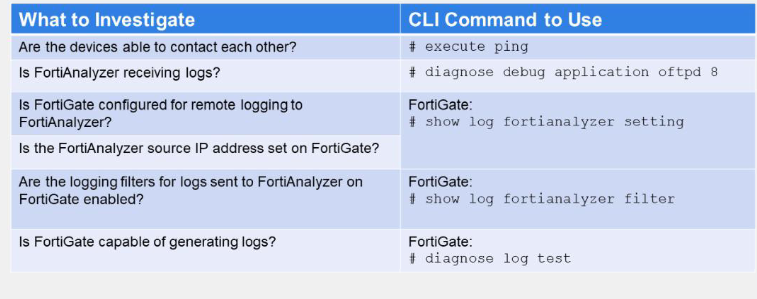 What to Investigate
CLI Command to Use
Are the devices able to contact each other?
# execute ping
Is FortiAnalyzer receiving logs?
# diagnose debug application oftpd 8
Is FortiGate configured for remote logging to
FortiAnalyzer?
FortiGate:
# show log fortianalyzer setting
Is the FortiAnalyzer source IP address set on FortiGate?
Are the logging filters for logs sent to FortiAnalyzer on
FortiGate enabled?
FortiGate:
# show log fortianalyzer filter
Is FortiGate capable of generating logs?
FortiGate:
# diagnose log test